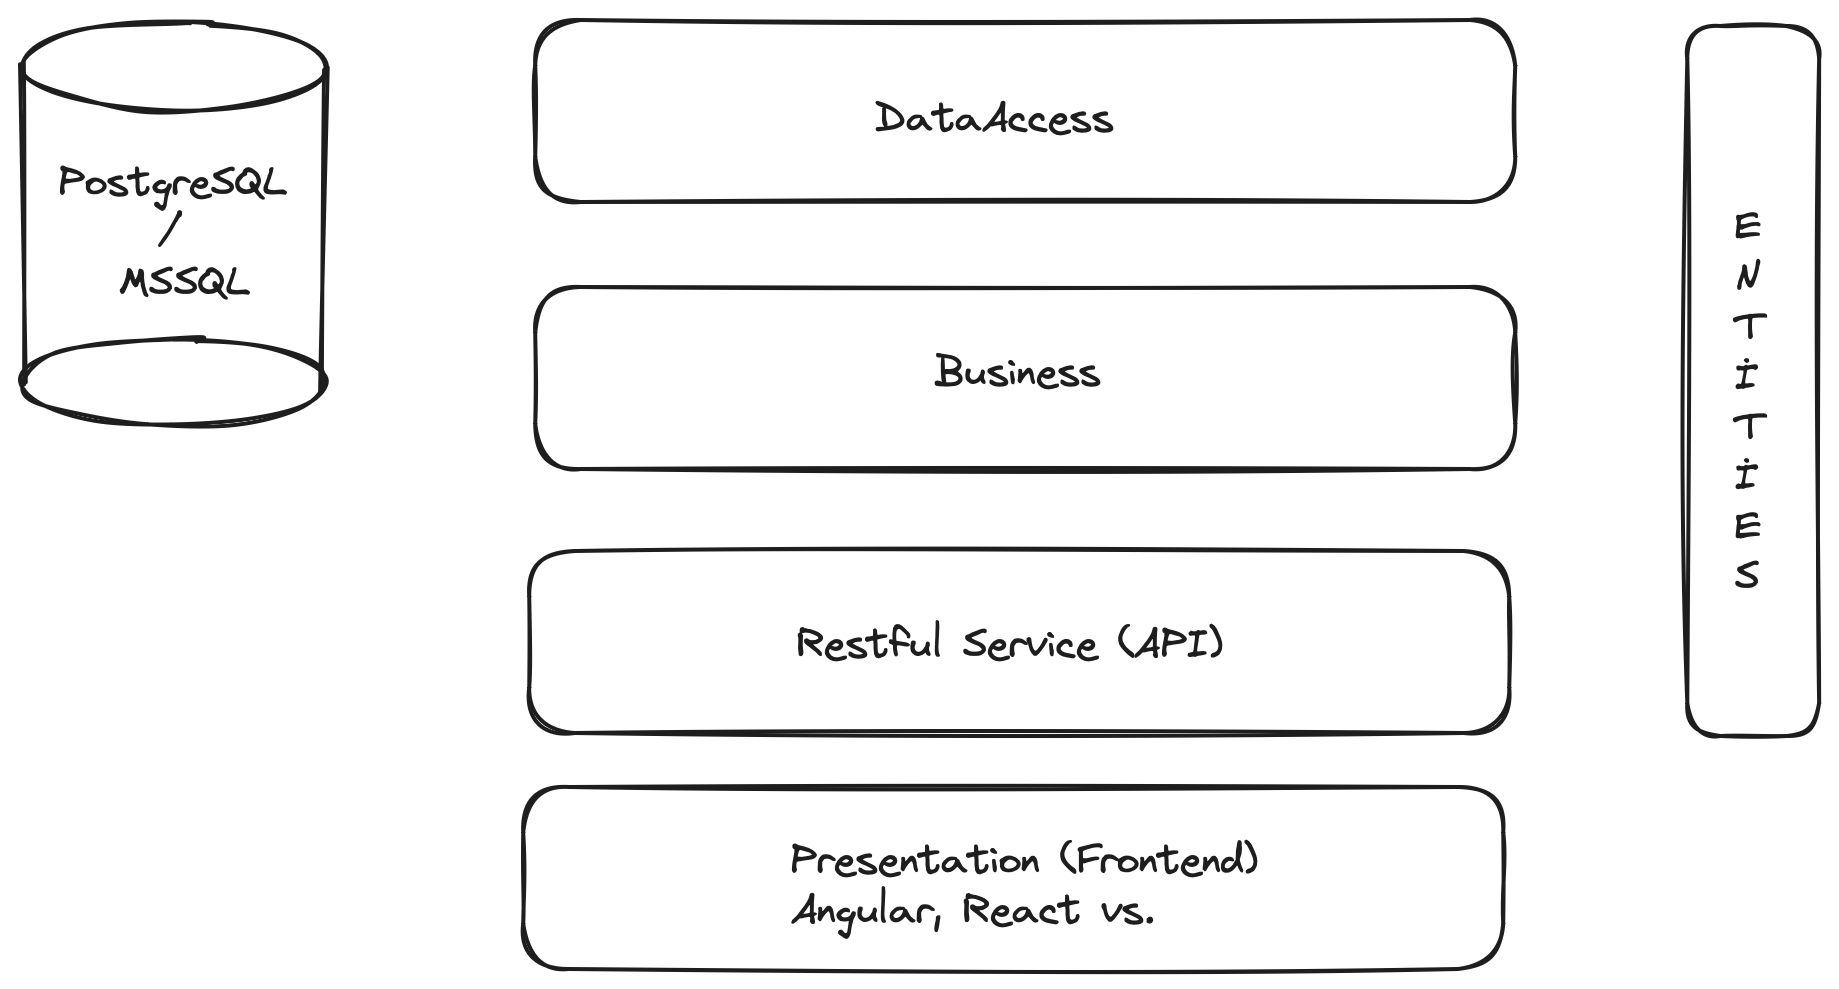 PostgreSQL
/
MSSQL
DataAccess
Business
Restful Service (API)
Presentation (Frontend)
Angular, React vs.
E
N
T
İ
T
İ
E
S